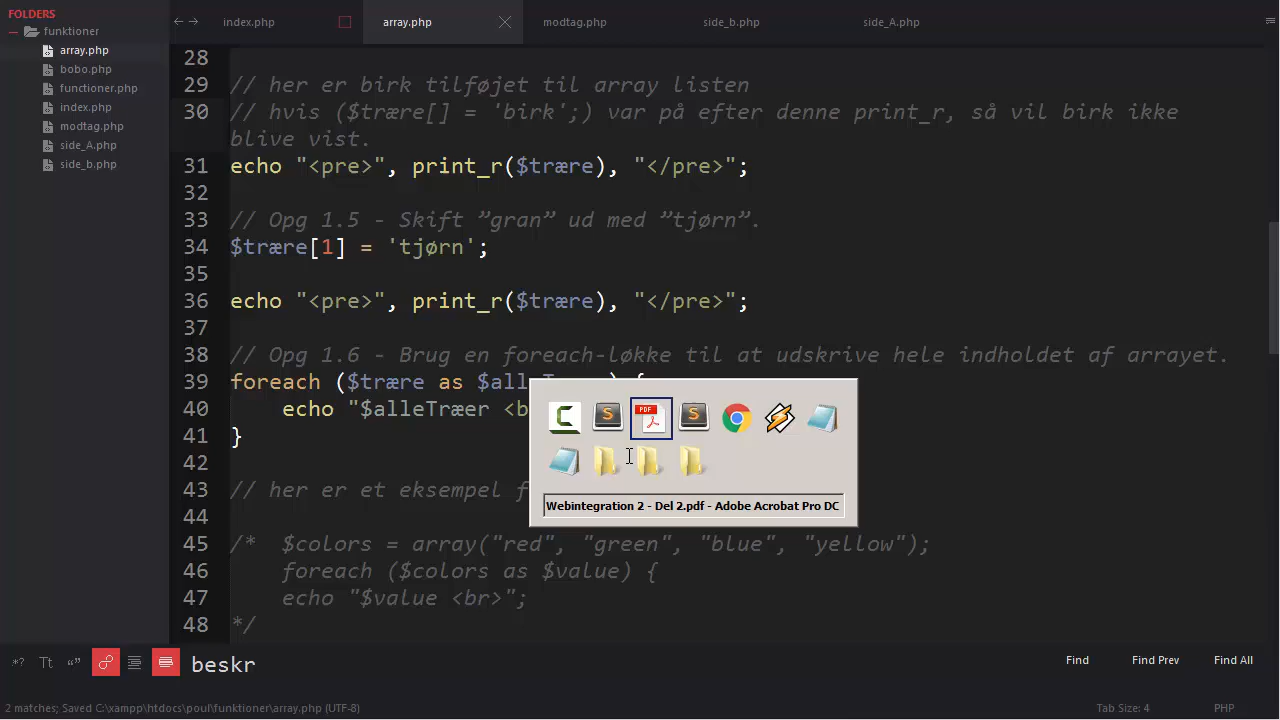 FOLDERS
funktioner
array.php
bobo.php
functioner.php
index.php
modtag.php
side_A.php
side_b.php
index.php
array.php
modtag.php
side_b.php
side_A.php
28
29 // her er birk tilføjet til array listen
30 // hvis ($trære[] = 'birk';) var på efter denne print_r, så vil birk ikke
blive vist.
31 echo "<pre>", print_r($trære), "</pre>";
32
33 // Opg 1.5 - Skift ”gran” ud med ”tjørn”.
34 $trære[1] = 'tjørn';
35
36 echo "<pre>", print_r($trære), "</pre>";
37
38 // Opg 1.6 - Brug en foreach-løkke til at udskrive hele indholdet af arrayet.
39 foreach ($trære as $all
40 echo "$alleTræer <b
41 }
42
43 // her er et eksempel f
44
45 /* $colors = array("red", "green", "blue", "yellow");
46 foreach ($colors as $value) {
47 echo "$value <br>";
48 */
PDF
Webintegration 2 - Del 2.pdf - Adobe Acrobat Pro DC
beskr
Find
Find Prev
Find All
2 matches; Saved C:\xampp\htdocs\poul\funktioner\array.php (UTF-8)
Tab Size: 4
PHP